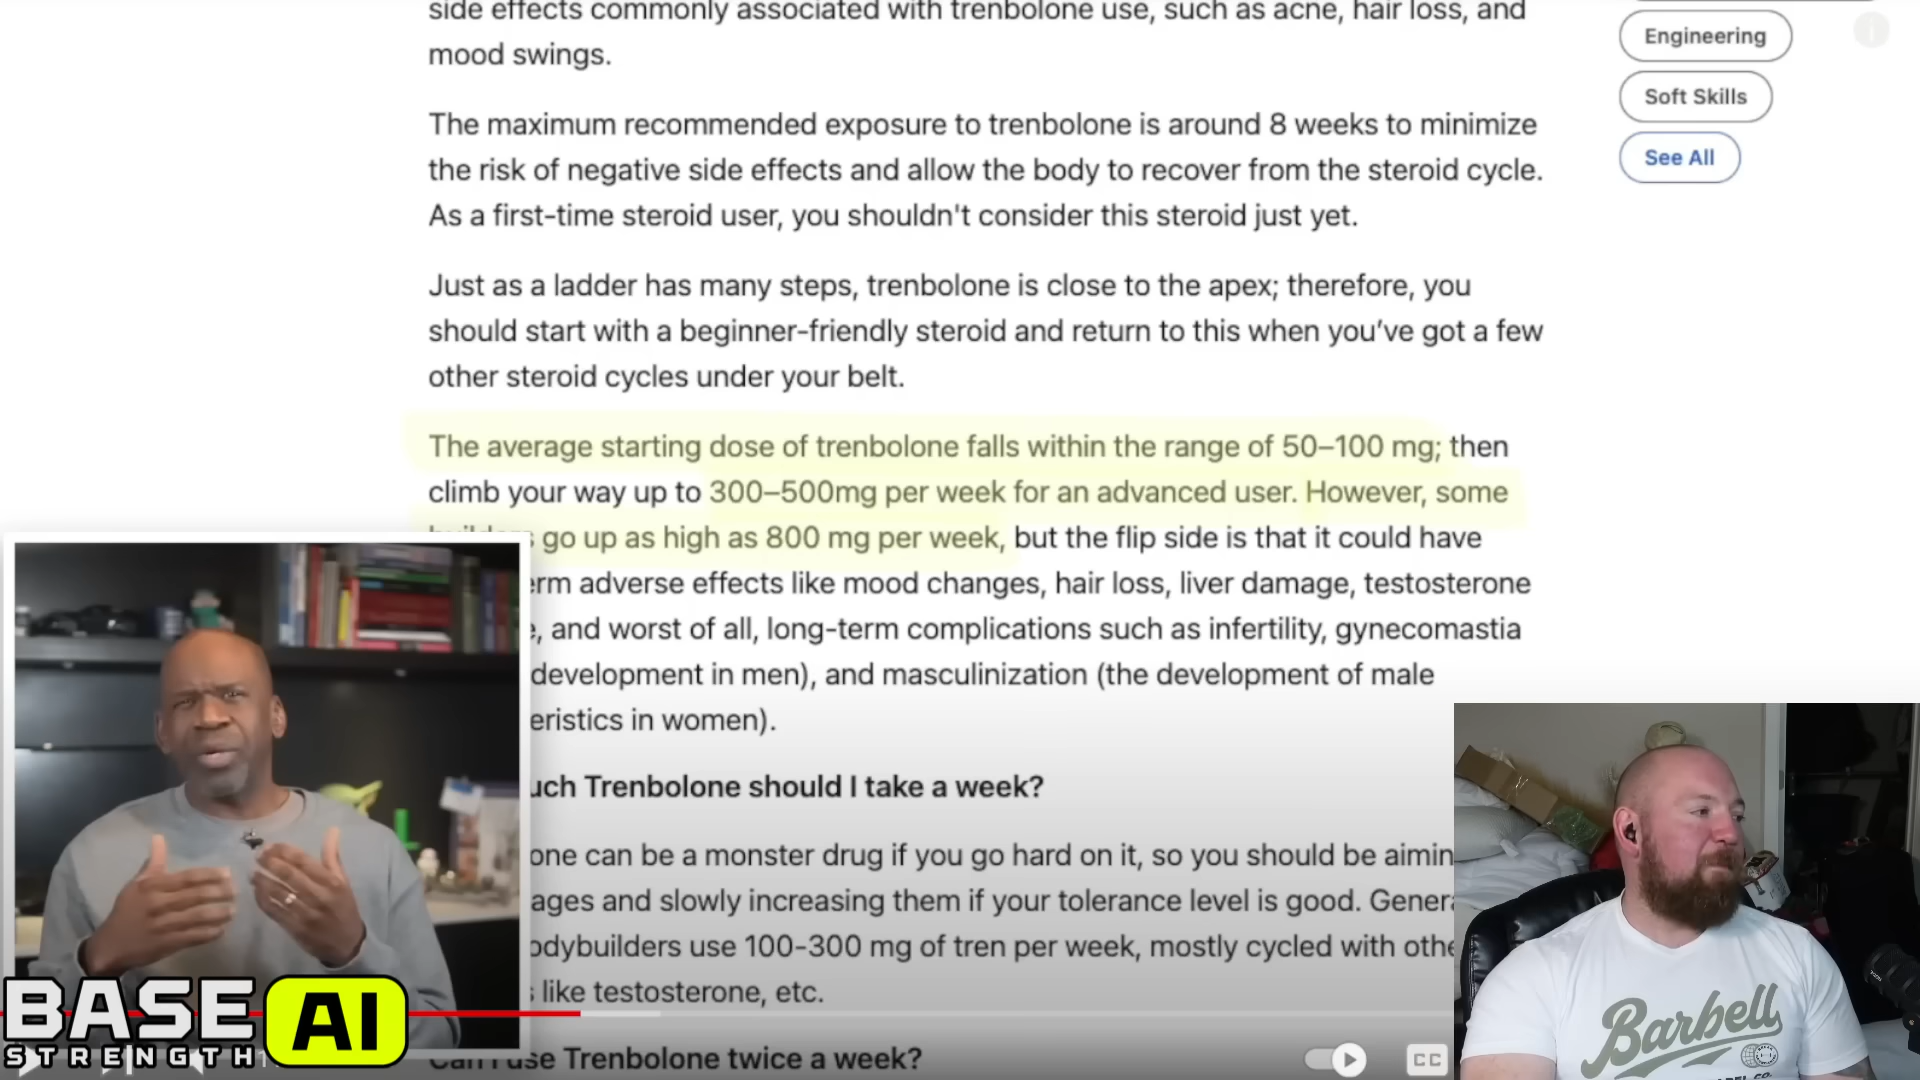 side effects commonly associated with trenbolone use, such as acne, hair loss, and
mood swings.
The maximum recommended exposure to trenbolone is around 8 weeks to minimize
the risk of negative side effects and allow the body to recover from the steroid cycle.
As a first-time steroid user, you shouldn't consider this steroid just yet.
Just as a ladder has many steps, trenbolone is close to the apex; therefore, you
should start with a beginner-friendly steroid and return to this when you’ve got a few
other steroid cycles under your belt.
The average starting dose of trenbolone falls within the range of 50–100 mg; then
climb your way up to 300–500mg per week for an advanced user. However, some
go up as high as 800 mg per week, but the flip side is that it could have
erm adverse effects like mood changes, hair loss, liver damage, testosterone
e, and worst of all, long-term complications such as infertility, gynecomastia
development in men), and masculinization (the development of male
eristics in women).
uch Trenbolone should I take a week?
one can be a monster drug if you go hard on it, so you should be aimin
ages and slowly increasing them if your tolerance level is good. Genera
odybuilders use 100-300 mg of tren per week, mostly cycled with othe
like testosterone, etc.
Can I use Trenbolone twice a week?
Engineering
Soft Skills
See All
BASE
STRENGTH
AI
CC
Barbell